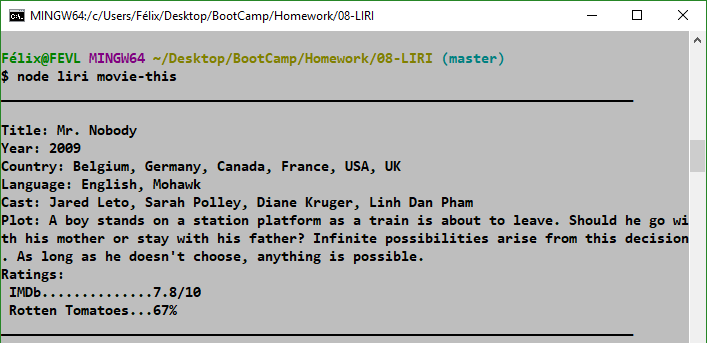 MINGW64:/c/Users/Félix/Desktop/BootCamp/Homework/08-LIRI
Félix@FEVL MINGW64 ~/Desktop/BootCamp/Homework/08-LIRI (master)
$ node liri movie-this
Title: Mr. Nobody
Year: 2009
Country: Belgium, Germany, Canada, France, USA, UK
Language: English, Mohawk
Cast: Jared Leto, Sarah Polley, Diane Kruger, Linh Dan Pham
Plot: A boy stands on a station platform as a train is about to leave. Should he go wi
th his mother or stay with his father? Infinite possibilities arise from this decision
. As long as he doesn't choose, anything is possible.
Ratings:
 IMDb..............7.8/10
 Rotten Tomatoes...67%